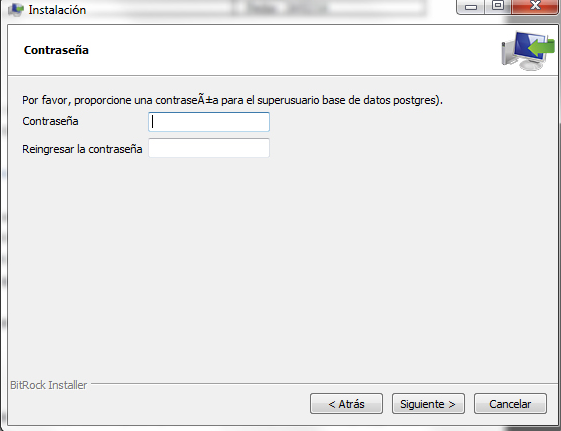 Instalación
Contraseña
Por favor, proporcione una contraseÃ±a para el superusuario base de datos postgres).
Contraseña
Reingresar la contraseña
BitRock Installer
< Atrás
Siguiente >
Cancelar